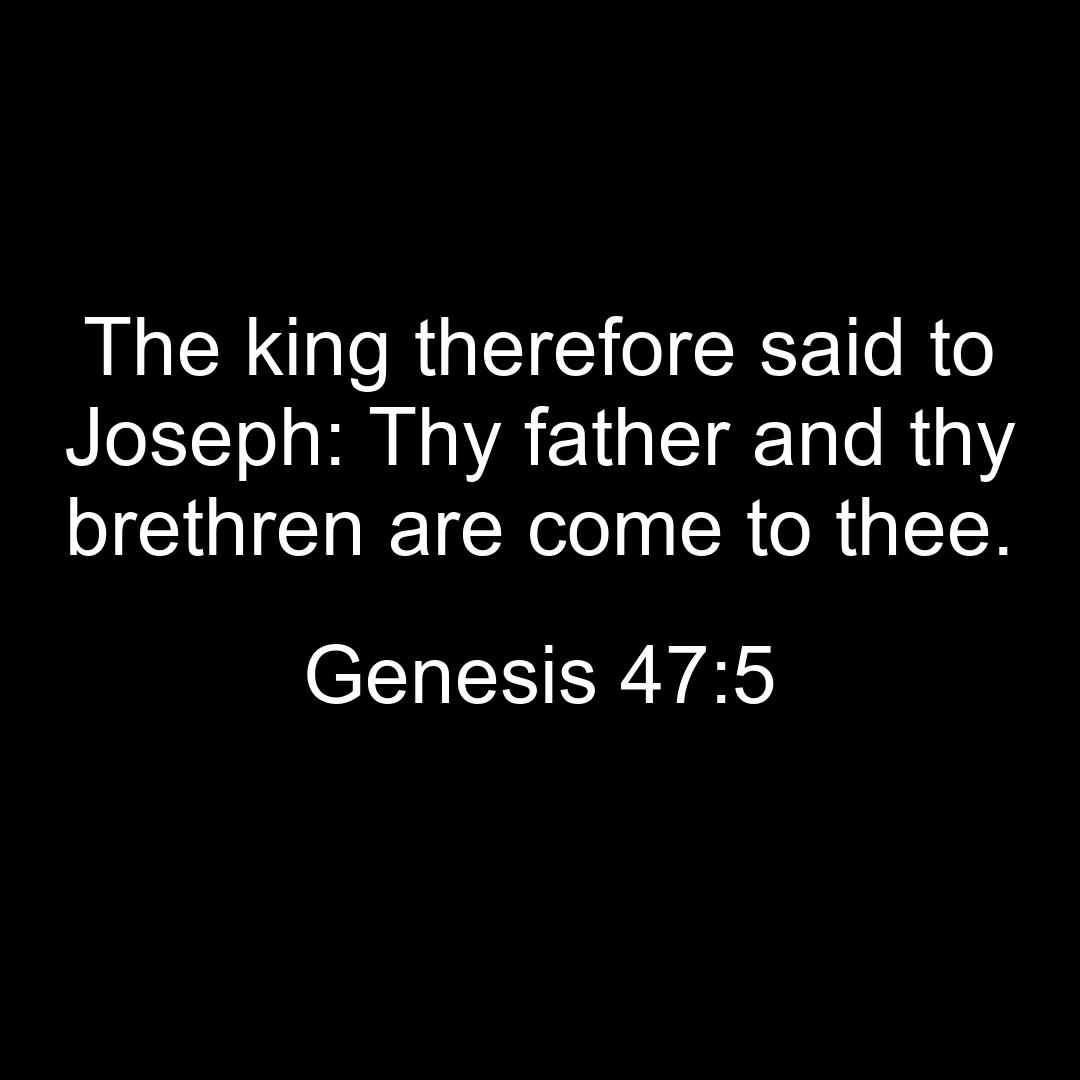 The king therefore said to
Joseph: Thy father and thy
brethren are come to thee.
Genesis 47:5